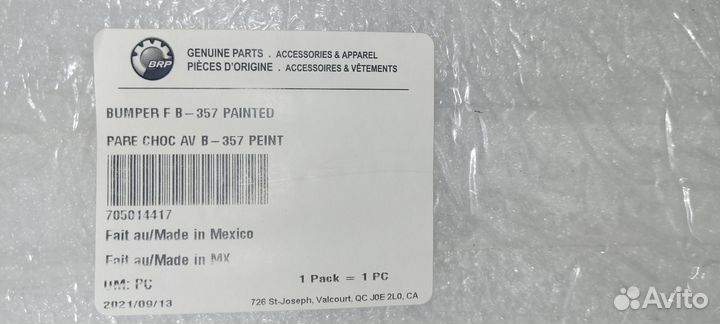 BRP
GENUINE PARTS . ACCESSORIES & APPAREL
PIÈCES D'ORIGINE . ACCESSOIRES & VÊTEMENTS
BUMPER F B-357 PAINTED
PARE CHOC AV B-357 PEINT
705014417
Fait au/Made in Mexico
Fait au/Made in MX
UM: PC 1 Pack = 1 PC
2021/09/13 726 St-Joseph, Valcourt, QC J0E 2L0, CA
Avito